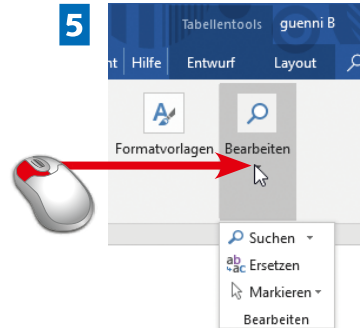 5
Tabellentools guenni B
nt Hilfe Entwurf Layout
Formatvorlagen Bearbeiten
Suchen
Ersetzen
Markieren
Bearbeiten